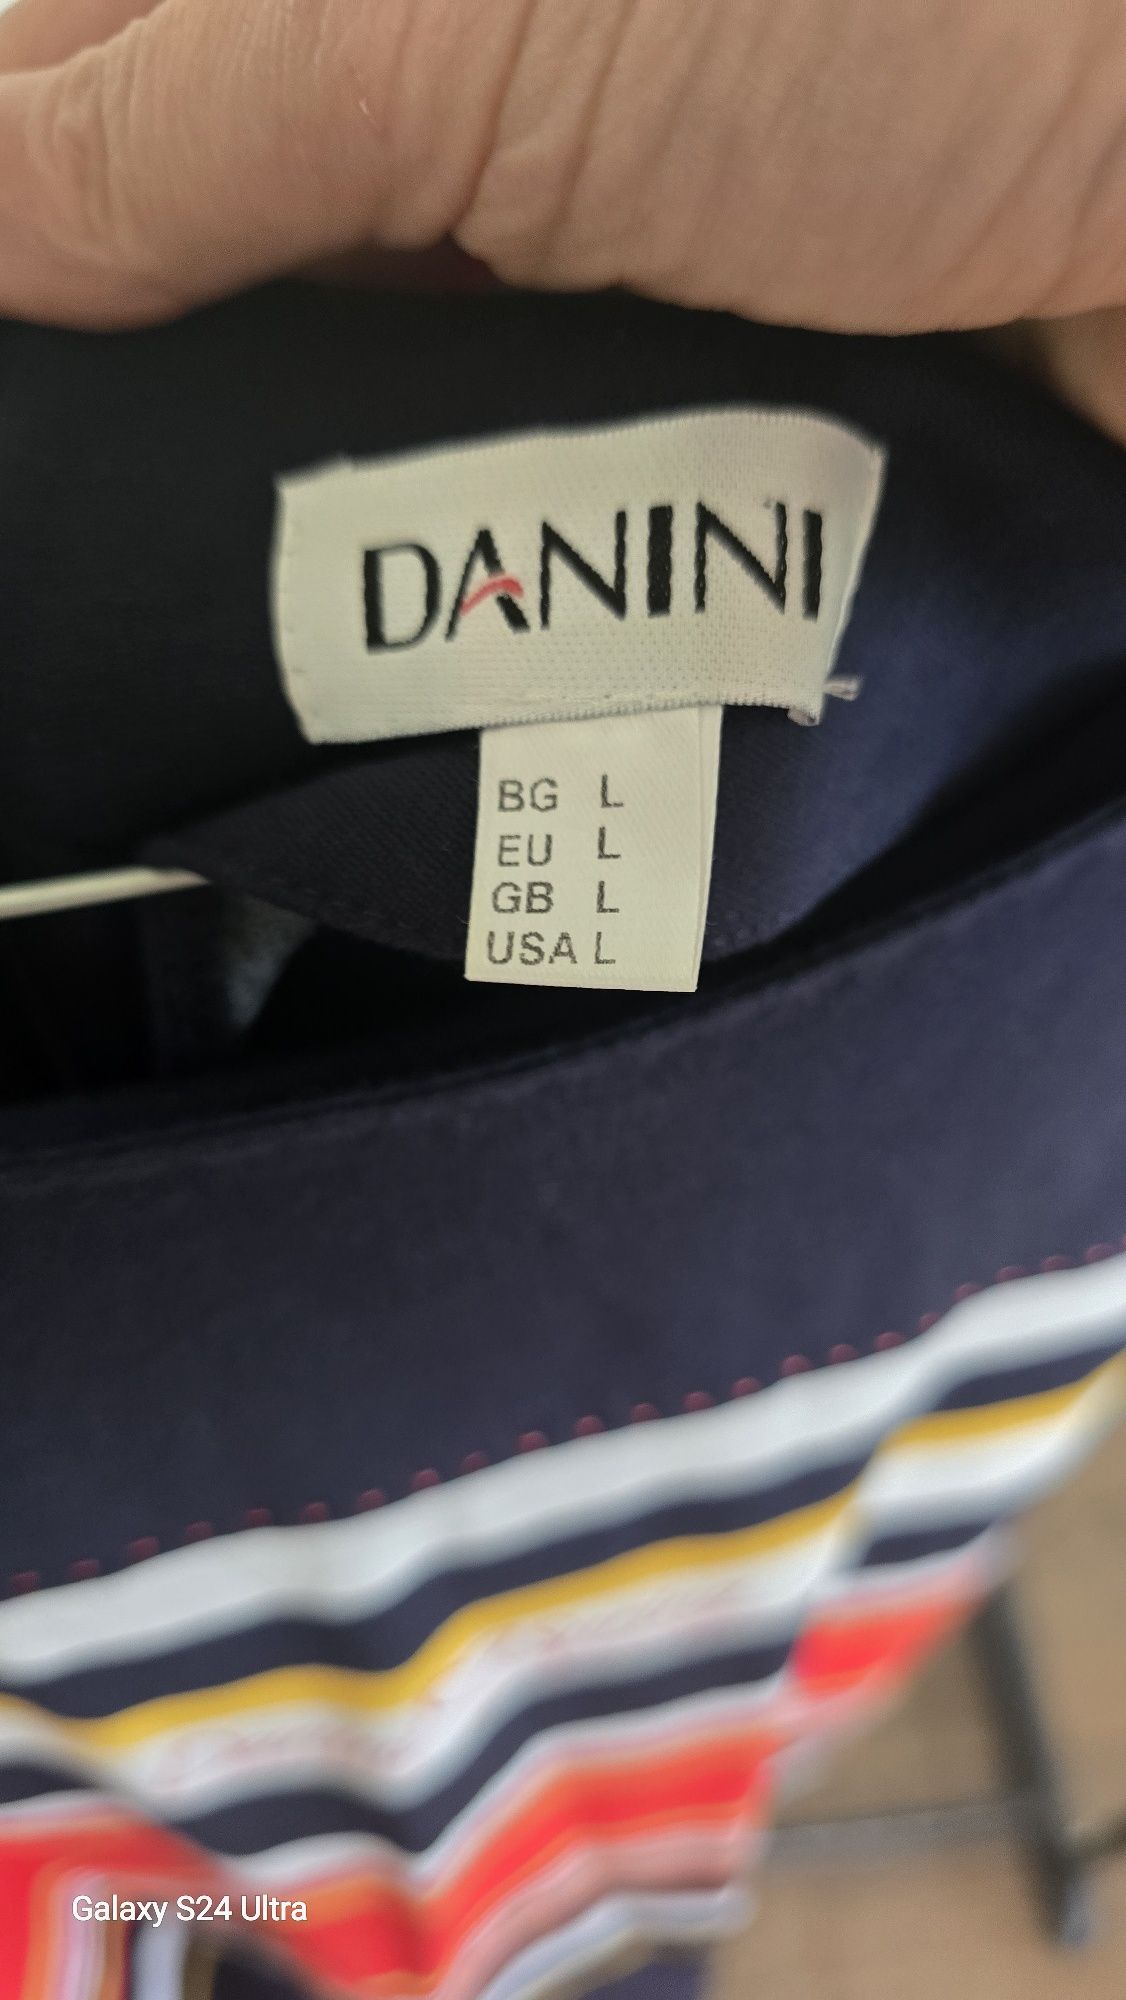 DANINI
BG L
EU L
GB L
USA L
Galaxy S24 Ultra